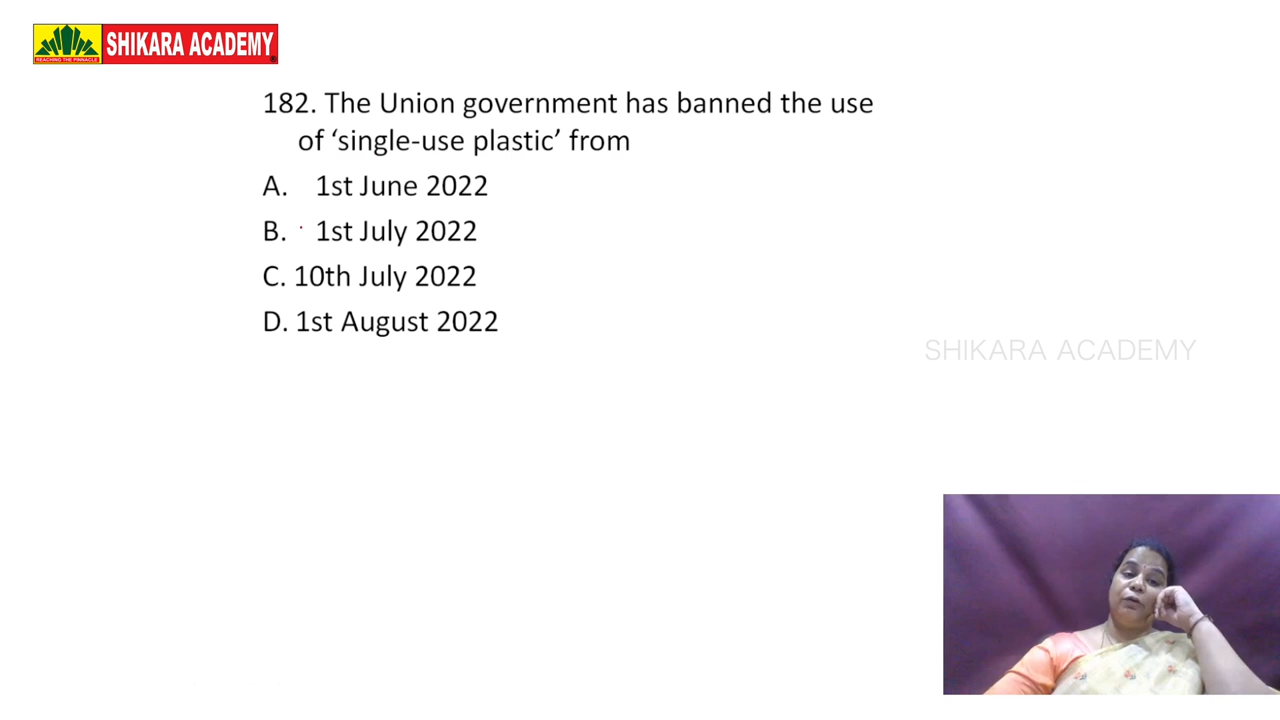 SHIKARA ACADEMY
REACHING THE PINNACLE
182. The Union government has banned the use
of ‘single-use plastic’ from
A. 1st June 2022
B. 1st July 2022
C. 10th July 2022
D. 1st August 2022
SHIKARA ACADEMY